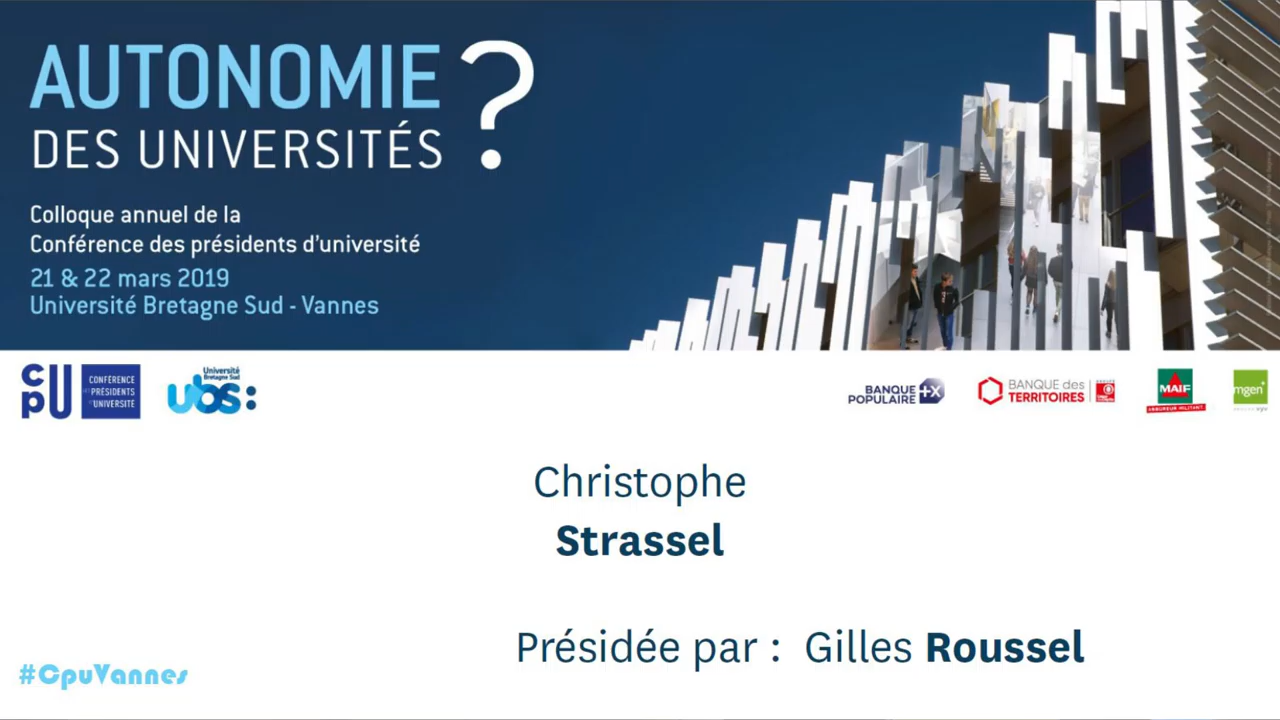 AUTONOMIE ?
DES UNIVERSITÉS
Colloque annuel de la
Conférence des présidents d'université
21 & 22 mars 2019
Université Bretagne Sud - Vannes
cpu CONFÉRENCE
PRÉSIDENTS
UNIVERSITÉ
Université
Bretagne Sud
ubs:
BANQUE
POPULAIRE +X
BANQUE des
TERRITOIRES
MAIF
ASSUREUR MILITANT
mgen
Christophe
Strassel
Présidée par : Gilles Roussel
#CpuVannes